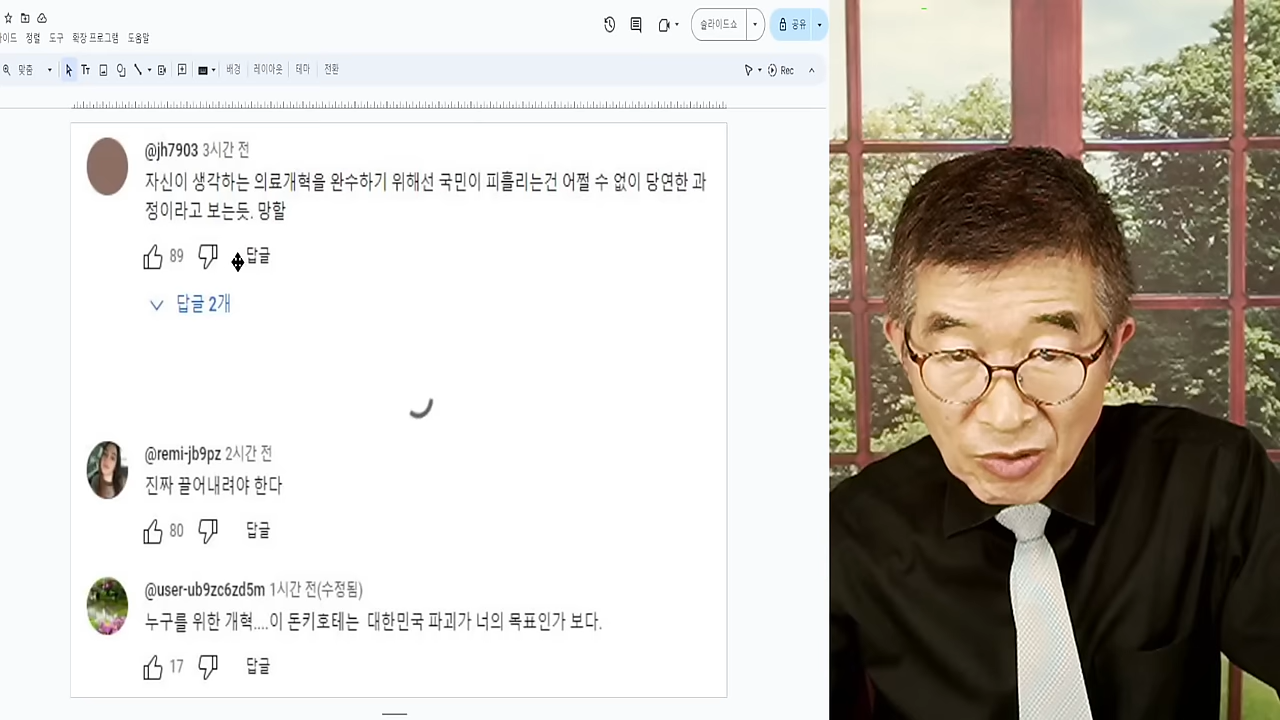 이드 정렬 도구 확장 프로그램 도움말
슬라이드쇼
공유
맞춤
Tт
배경 레이아웃 테마 전환
Rec
@jh7903 3시간 전
자신이 생각하는 의료개혁을 완수하기 위해선 국민이 피흘리는건 어쩔 수 없이 당연한 과
정이라고 보는듯. 망할
89 답글
답글 2개
@remi-jb9pz 2시간 전
진짜 끌어내려야 한다
80 답글
@user-ub9zc6zd5m 1시간 전(수정됨)
누구를 위한 개혁....이 돈키호테는 대한민국 파괴가 너의 목표인가 보다.
17 답글